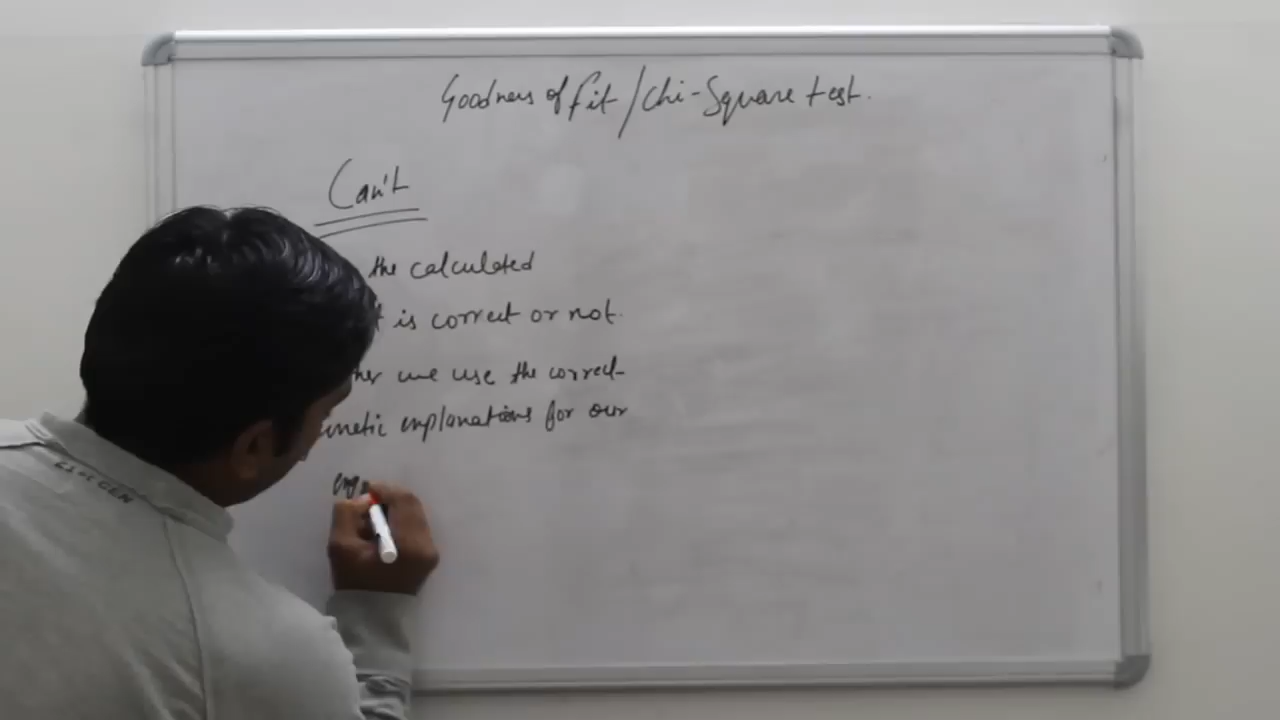 Goodness of fit / Chi-Square test.
Can't
the calculated
is correct or not.
we use the correct
explanations for our